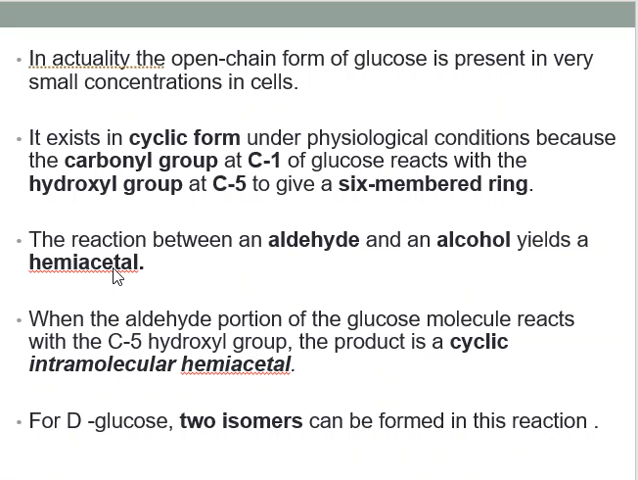 • In actuality the open-chain form of glucose is present in very
small concentrations in cells.
• It exists in cyclic form under physiological conditions because
the carbonyl group at C-1 of glucose reacts with the
hydroxyl group at C-5 to give a six-membered ring.
• The reaction between an aldehyde and an alcohol yields a
hemiacetal.
• When the aldehyde portion of the glucose molecule reacts
with the C-5 hydroxyl group, the product is a cyclic
intramolecular hemiacetal.
• For D -glucose, two isomers can be formed in this reaction .